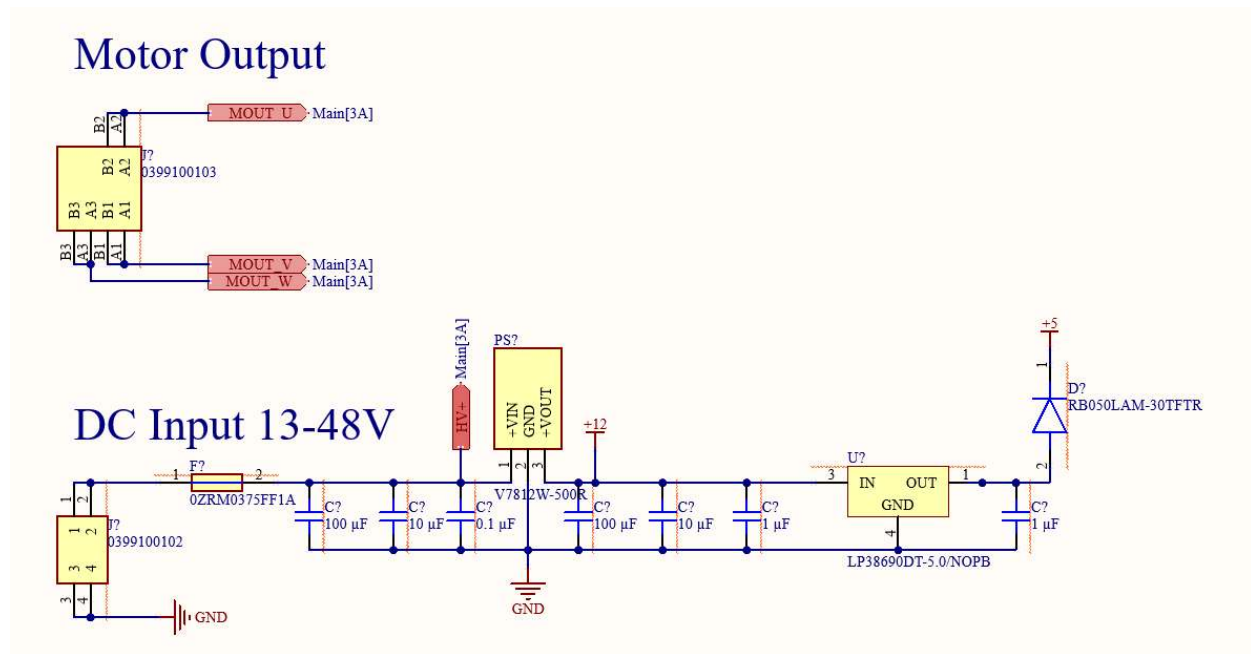 Motor Output
B2
A2
MOUT_U
Main[3A]
J?
0399100103
B2
A2
B3
A3
B1
A1
B3
A3
B1
A1
MOUT_V
Main[3A]
MOUT_W
Main[3A]
DC Input 13-48V
HV+
Main[3A]
PS?
+VIN
GND
+VOUT
1
2
3
V7812W-500R
+12
+5
1
D?
RB050LAM-30TFTR
2
F?
1
2
0ZRM0375FF1A
C?
100 µF
C?
10 µF
C?
0.1 µF
C?
100 µF
C?
10 µF
C?
1 µF
U?
3
IN
OUT
1
GND
4
LP38690DT-5.0/NOPB
C?
1 µF
1
2
J?
0399100102
1
2
3
4
3
4
GND
GND